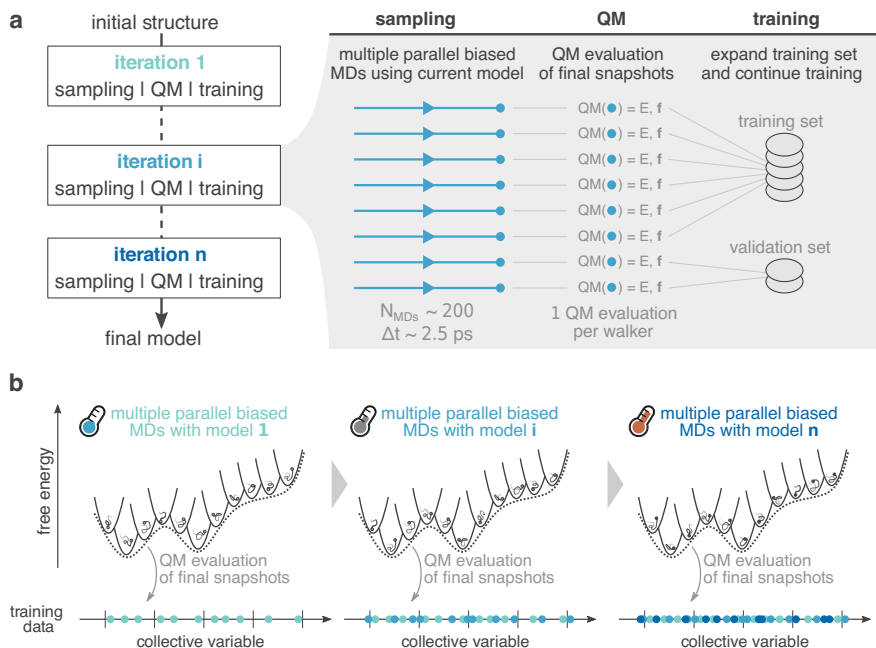 a
initial structure
iteration 1
sampling | QM | training
iteration i
sampling | QM | training
iteration n
sampling | QM | training
final model
sampling QM training
multiple parallel biased
MDs using current model
QM evaluation
of final snapshots
expand training set
and continue training
QM( ) = E, f
QM( ) = E, f
QM( ) = E, f
QM( ) = E, f
QM( ) = E, f
QM( ) = E, f
QM( ) = E, f
QM( ) = E, f
training set
validation set
N_MDs ~ 200
Δt ~ 2.5 ps
1 QM evaluation
per walker
b
free energy
multiple parallel biased
MDs with model 1
QM evaluation
of final snapshots
multiple parallel biased
MDs with model i
QM evaluation
of final snapshots
multiple parallel biased
MDs with model n
QM evaluation
of final snapshots
training
data
collective variable
collective variable
collective variable